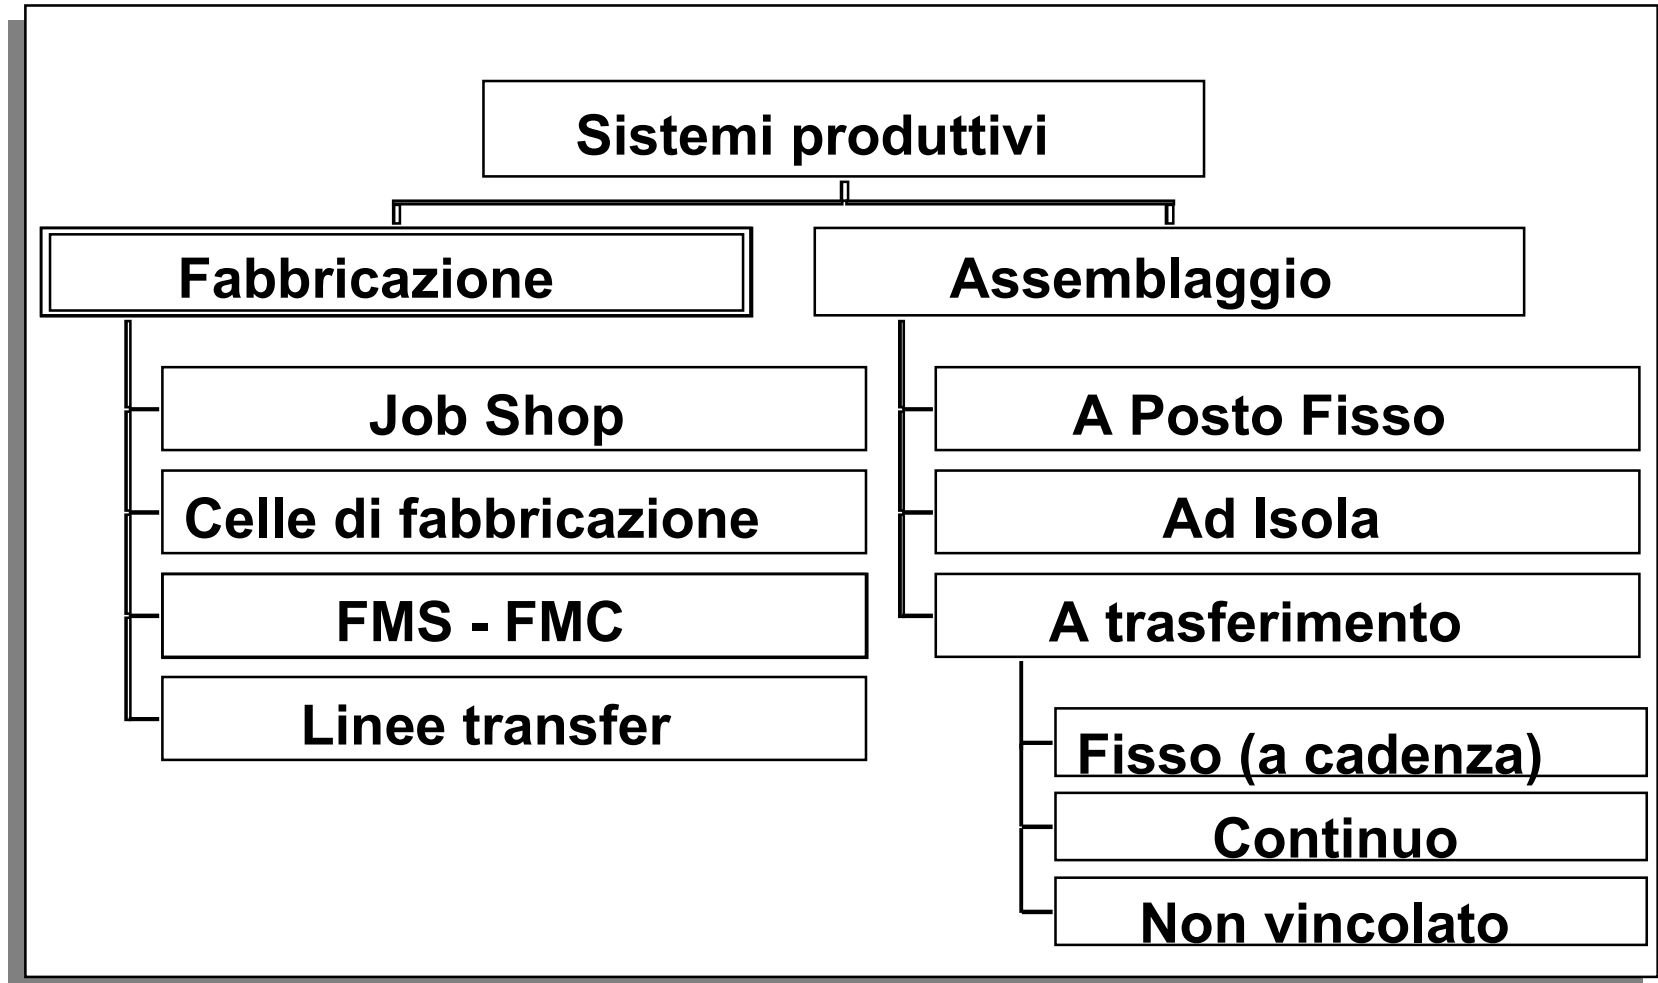 Sistemi produttivi
Fabbricazione
Job Shop
Celle di fabbricazione
FMS - FMC
Linee transfer
Assemblaggio
A Posto Fisso
Ad Isola
A trasferimento
Fisso (a cadenza)
Continuo
Non vincolato